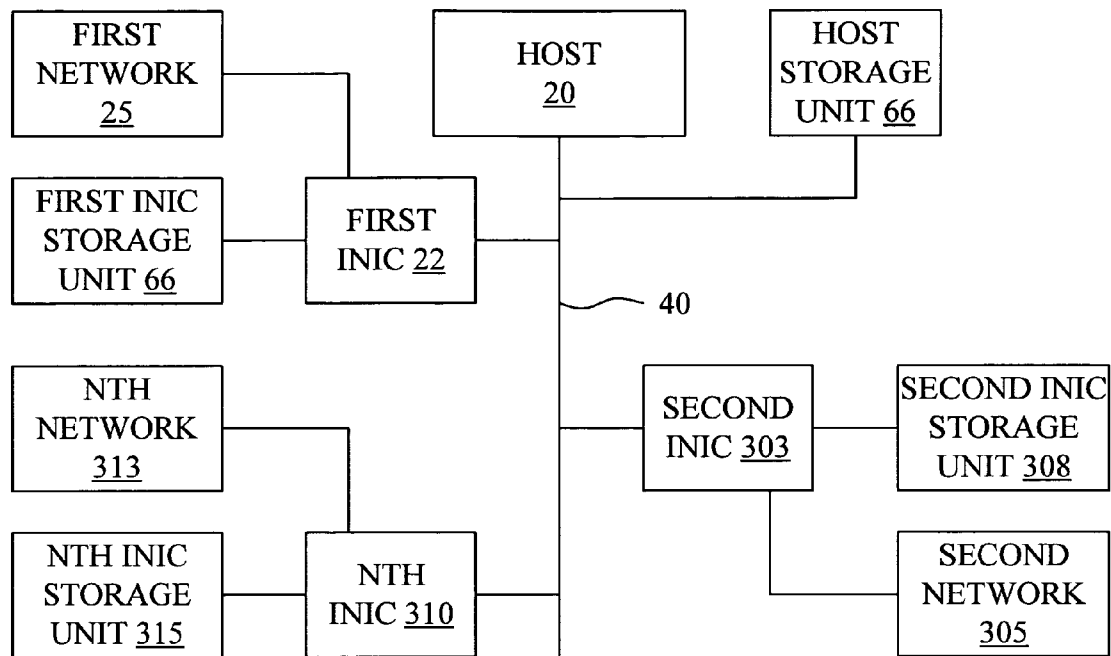 FIRST
NETWORK
25
HOST
20
HOST
STORAGE
UNIT 66
FIRST INIC
STORAGE
UNIT 66
FIRST
INIC 22
40
NTH
NETWORK
313
SECOND
INIC 303
SECOND INIC
STORAGE
UNIT 308
NTH INIC
STORAGE
UNIT 315
NTH
INIC 310
SECOND
NETWORK
305